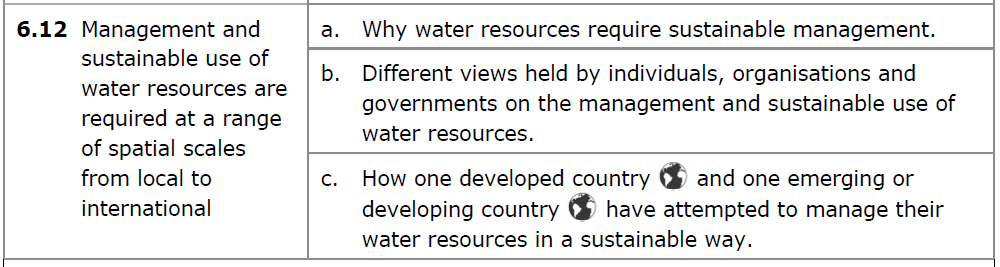 6.12 Management and
sustainable use of
water resources are
required at a range
of spatial scales
from local to
international
a. Why water resources require sustainable management.
b. Different views held by individuals, organisations and
governments on the management and sustainable use of
water resources.
c. How one developed country and one emerging or
developing country have attempted to manage their
water resources in a sustainable way.